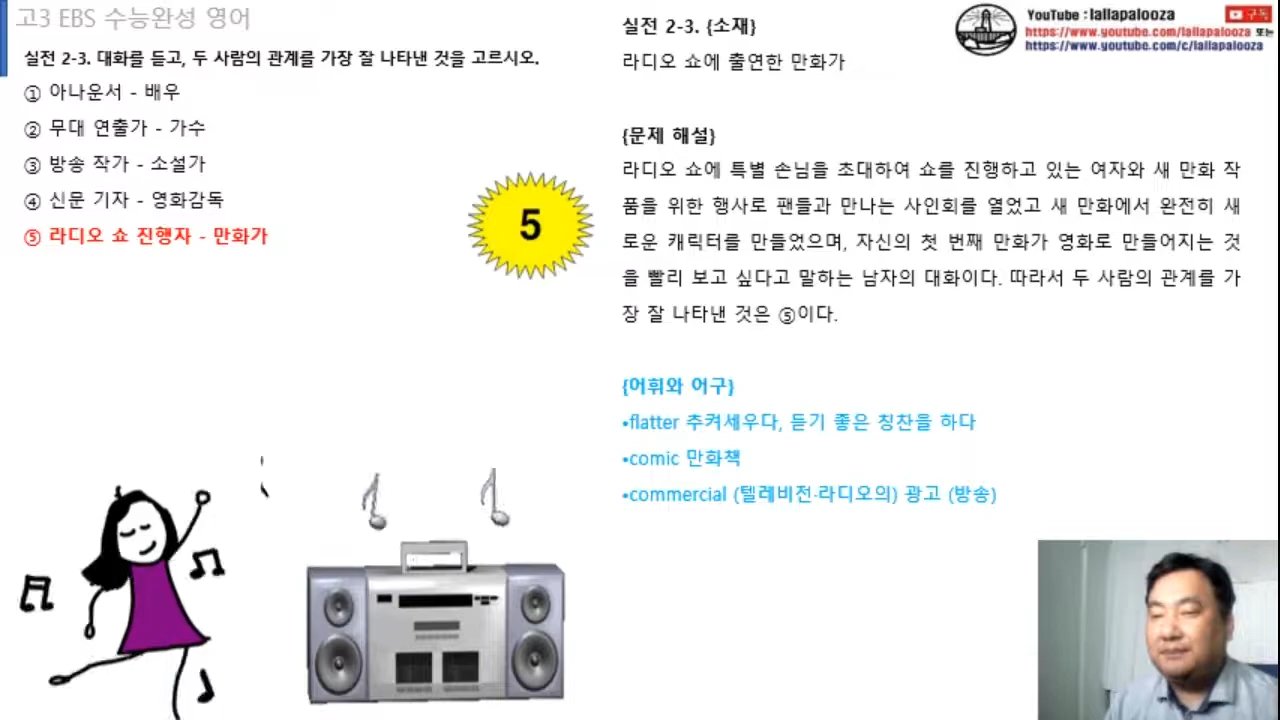 고3 EBS 수능완성 영어
실전 2-3. 대화를 듣고, 두 사람의 관계를 가장 잘 나타낸 것을 고르시오.
① 아나운서 - 배우
② 무대 연출가 - 가수
③ 방송 작가 - 소설가
④ 신문 기자 - 영화감독
⑤ 라디오 쇼 진행자 - 만화가
5
실전 2-3. {소재}
라디오 쇼에 출연한 만화가
{문제 해설}
라디오 쇼에 특별 손님을 초대하여 쇼를 진행하고 있는 여자와 새 만화 작
품을 위한 행사로 팬들과 만나는 사인회를 열었고 새 만화에서 완전히 새
로운 캐릭터를 만들었으며, 자신의 첫 번째 만화가 영화로 만들어지는 것
을 빨리 보고 싶다고 말하는 남자의 대화이다. 따라서 두 사람의 관계를 가
장 잘 나타낸 것은 ⑤이다.
{어휘와 어구}
•flatter 추켜세우다, 듣기 좋은 칭찬을 하다
•comic 만화책
•commercial (텔레비전·라디오의) 광고 (방송)
YouTube : lallapalooza
구독
https://www.youtube.com/lallapalooza 또는
https://www.youtube.com/c/lallapalooza